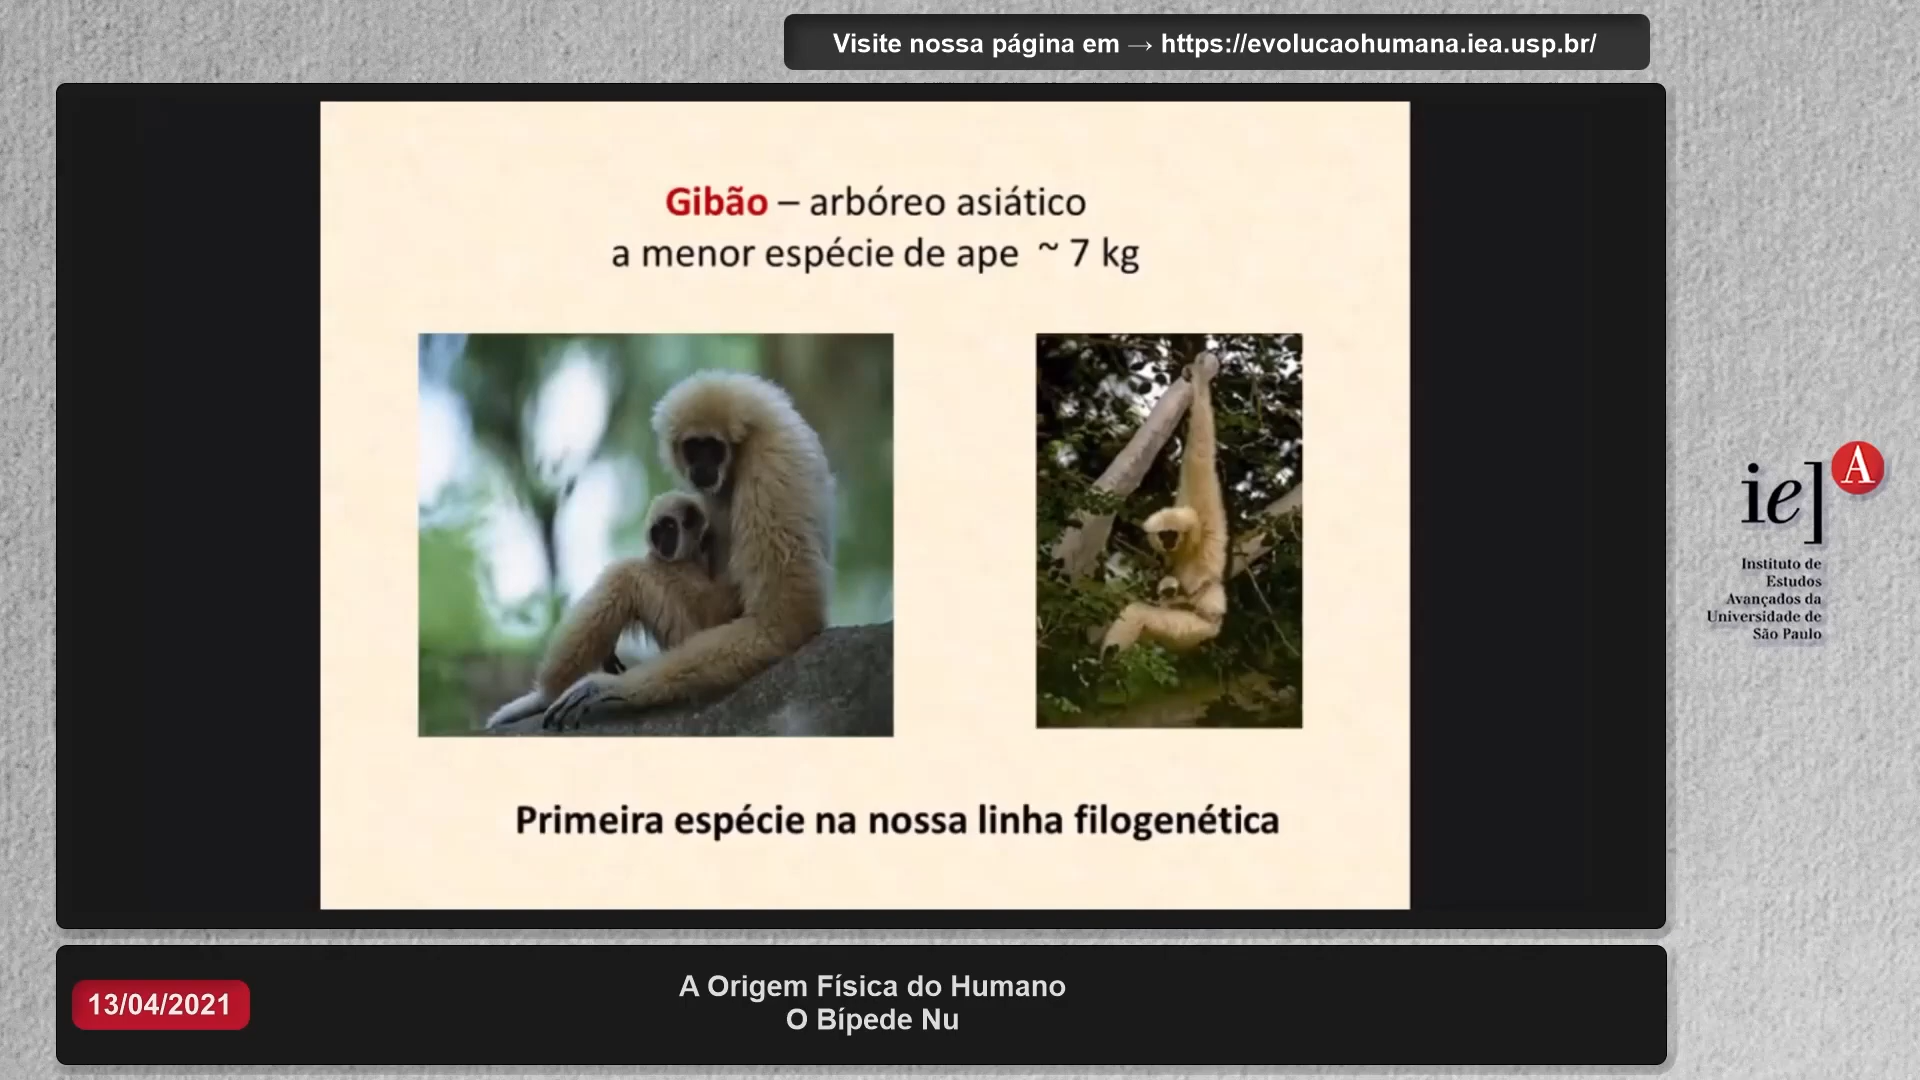 Visite nossa página em → https://evolucaohumana.iea.usp.br/
Gibão – arbóreo asiático
a menor espécie de ape ~ 7 kg
Primeira espécie na nossa linha filogenética
ie] A
Instituto de
Estudos
Avançados da
Universidade de
São Paulo
13/04/2021
A Origem Física do Humano
O Bípede Nu